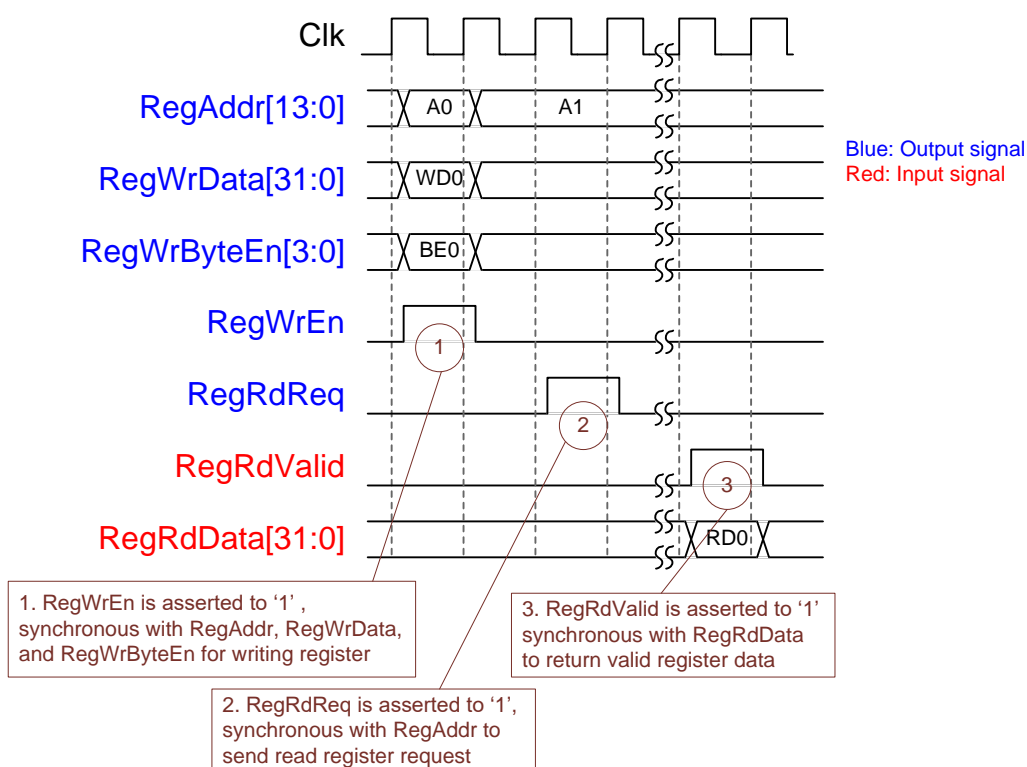 Clk
RegAddr[13:0]
A0
A1
RegWrData[31:0]
WD0
Blue: Output signal
Red: Input signal
RegWrByteEn[3:0]
BE0
RegWrEn
1
RegRdReq
2
RegRdValid
3
RegRdData[31:0]
RD0
1. RegWrEn is asserted to ‘1’ ,
synchronous with RegAddr, RegWrData,
and RegWrByteEn for writing register
3. RegRdValid is asserted to ‘1’
synchronous with RegRdData
to return valid register data
2. RegRdReq is asserted to ‘1’,
synchronous with RegAddr to
send read register request